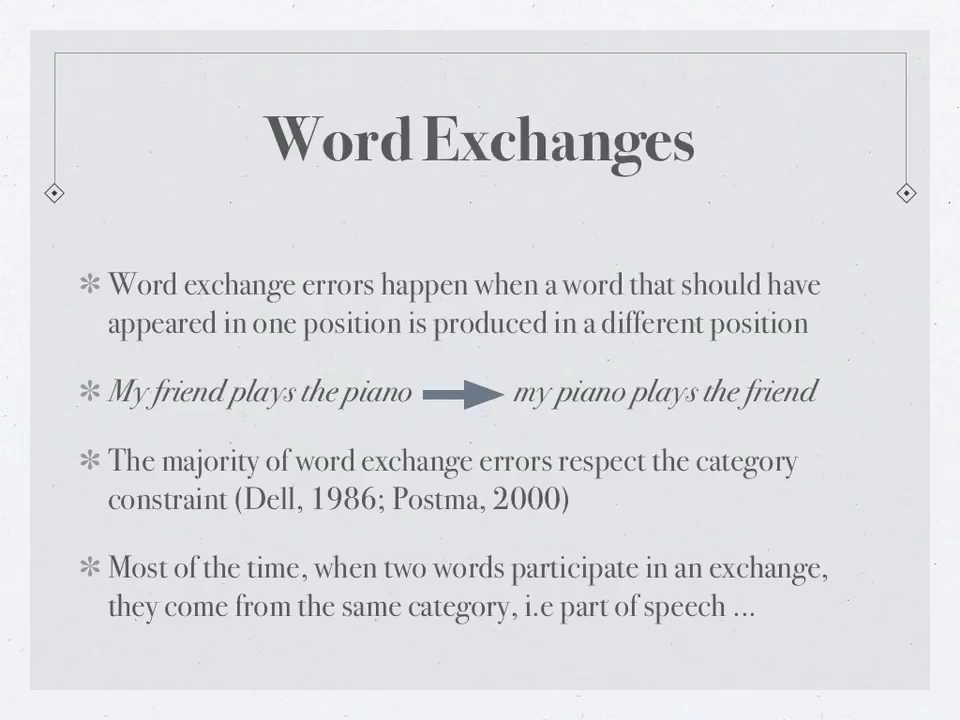 Word Exchanges
Word exchange errors happen when a word that should have
appeared in one position is produced in a different position
My friend plays the piano my piano plays the friend
The majority of word exchange errors respect the category
constraint (Dell, 1986; Postma, 2000)
Most of the time, when two words participate in an exchange,
they come from the same category, i.e part of speech ...